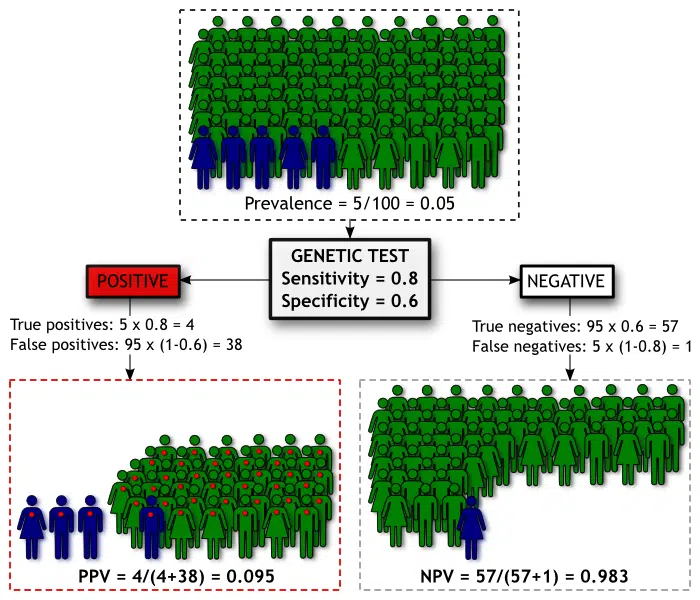 Prevalence = 5/100 = 0.05
GENETIC TEST
Sensitivity = 0.8
Specificity = 0.6
POSITIVE
NEGATIVE
True positives: 5 x 0.8 = 4
False positives: 95 x (1-0.6) = 38
True negatives: 95 x 0.6 = 57
False negatives: 5 x (1-0.8) = 1
PPV = 4/(4+38) = 0.095
NPV = 57/(57+1) = 0.983